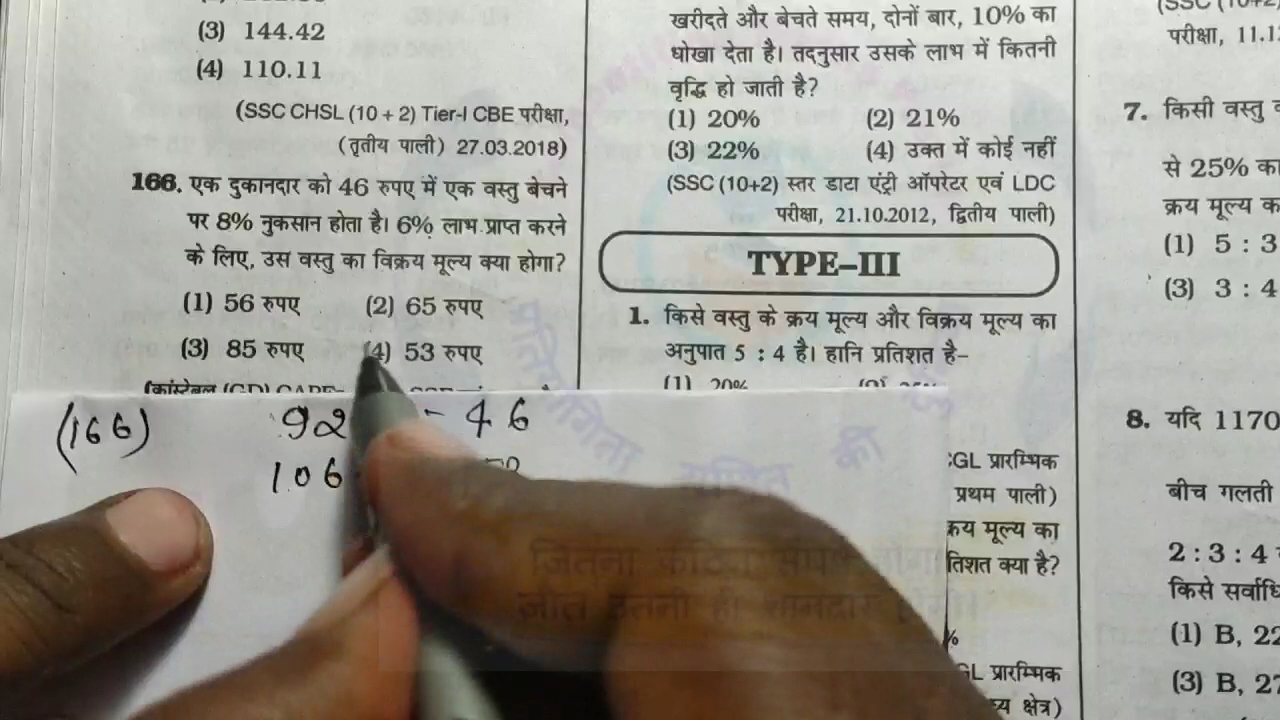 (3) 144.42
(4) 110.11
(SSC CHSL (10 + 2) Tier-I CBE परीक्षा,
(तृतीय पाली) 27.03.2018)
166. एक दुकानदार को 46 रुपए में एक वस्तु बेचने
पर 8% नुकसान होता है। 6% लाभ प्राप्त करने
के लिए, उस वस्तु का विक्रय मूल्य क्या होगा?
(1) 56 रुपए (2) 65 रुपए
(3) 85 रुपए (4) 53 रुपए
(166) 92 - 46
106
खरीदते और बेचते समय, दोनों बार, 10% का
धोखा देता है। तदनुसार उसके लाभ में कितनी
वृद्धि हो जाती है?
(1) 20% (2) 21%
(3) 22% (4) उक्त में कोई नहीं
(SSC (10+2) स्तर डाटा एंट्री ऑपरेटर एवं LDC
परीक्षा, 21.10.2012, द्वितीय पाली)
TYPE–III
1. किसे वस्तु के क्रय मूल्य और विक्रय मूल्य का
अनुपात 5 : 4 है। हानि प्रतिशत है–
(1) 20%
GL प्रारम्भिक
प्रथम पाली)
क्रय मूल्य का
तिशत क्या है?
GL प्रारम्भिक
क्षेत्र)
परीक्षा, 11.1
7. किसी वस्तु
से 25% का
क्रय मूल्य क
(1) 5 : 3
(3) 3 : 4
8. यदि 1170
बीच गलती
2 : 3 : 4
किसे सर्वाधि
(1) B, 22
(3) B, 27
प्रतियोगिता
की